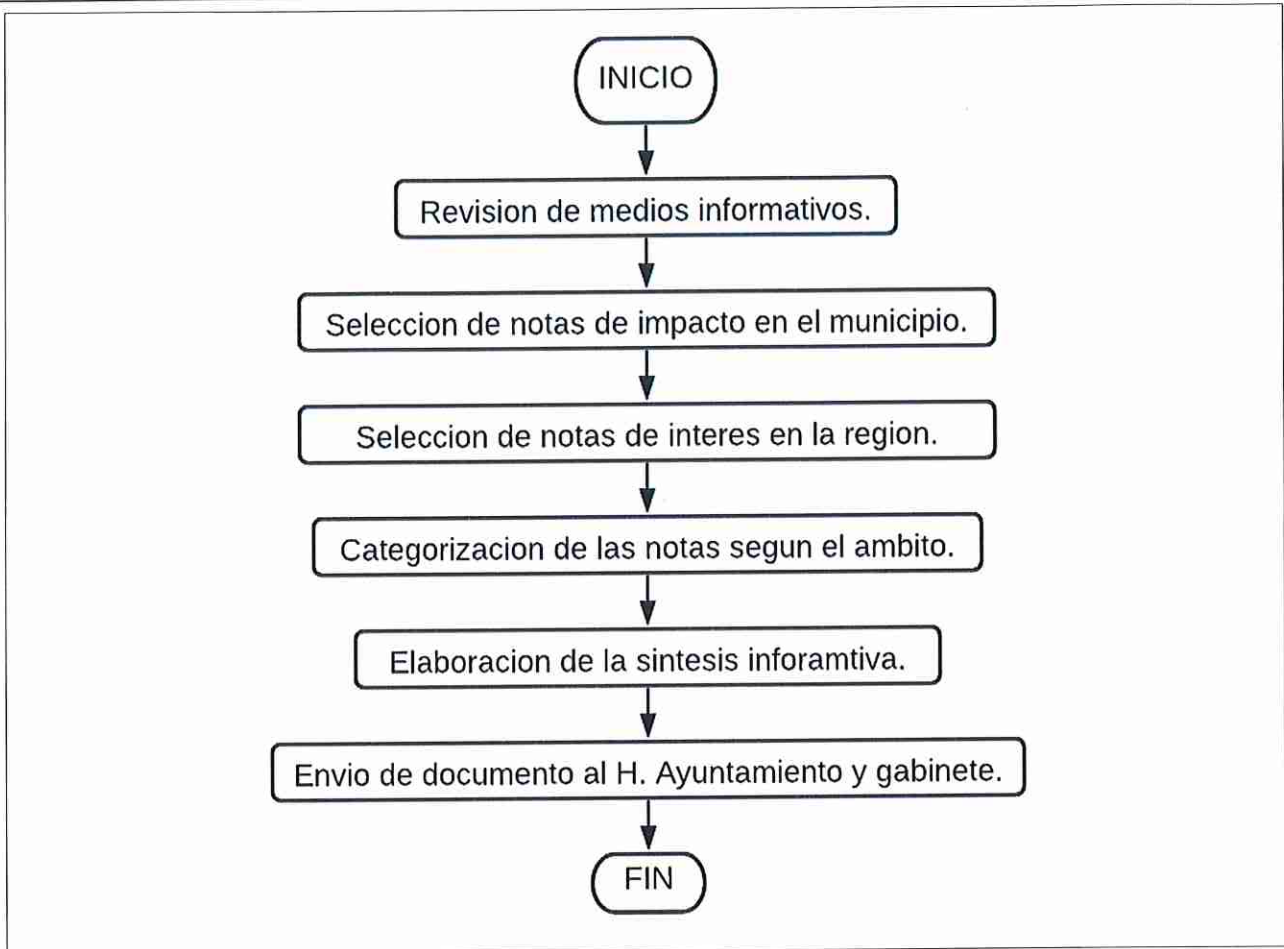 INICIO
Revision de medios informativos.
Seleccion de notas de impacto en el municipio.
Seleccion de notas de interes en la region.
Categorizacion de las notas segun el ambito.
Elaboracion de la sintesis inforamtiva.
Envio de documento al H. Ayuntamiento y gabinete.
FIN